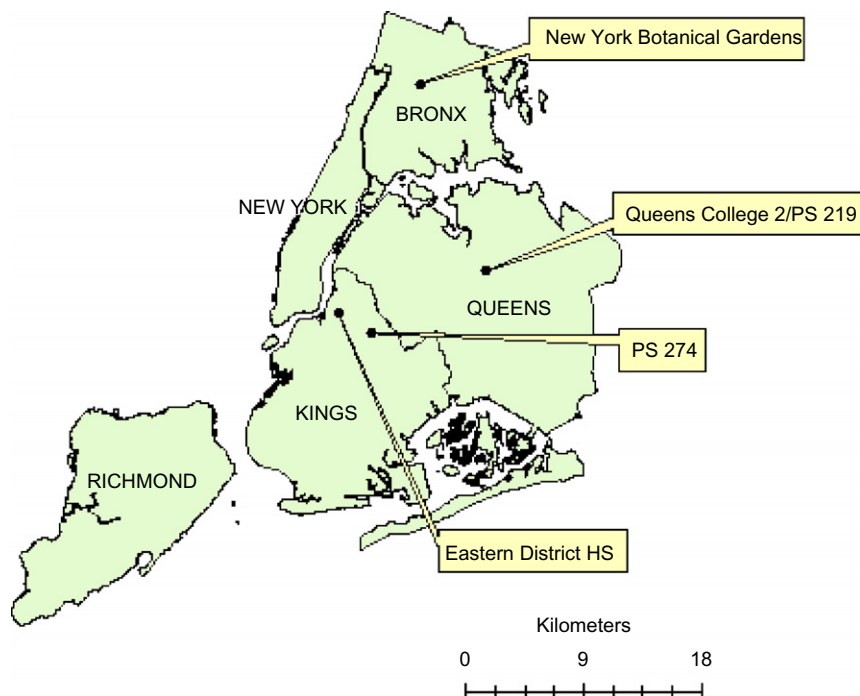 New York Botanical Gardens
BRONX
NEW YORK
Queens College 2/PS 219
QUEENS
PS 274
KINGS
RICHMOND
Eastern District HS
Kilometers
0 9 18